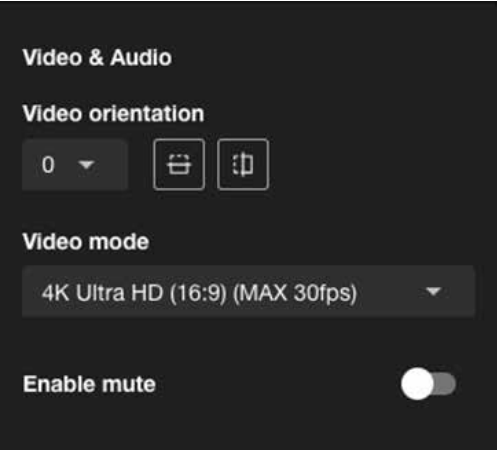 Video & Audio
Video orientation
0
Video mode
4K Ultra HD (16:9) (MAX 30fps)
Enable mute